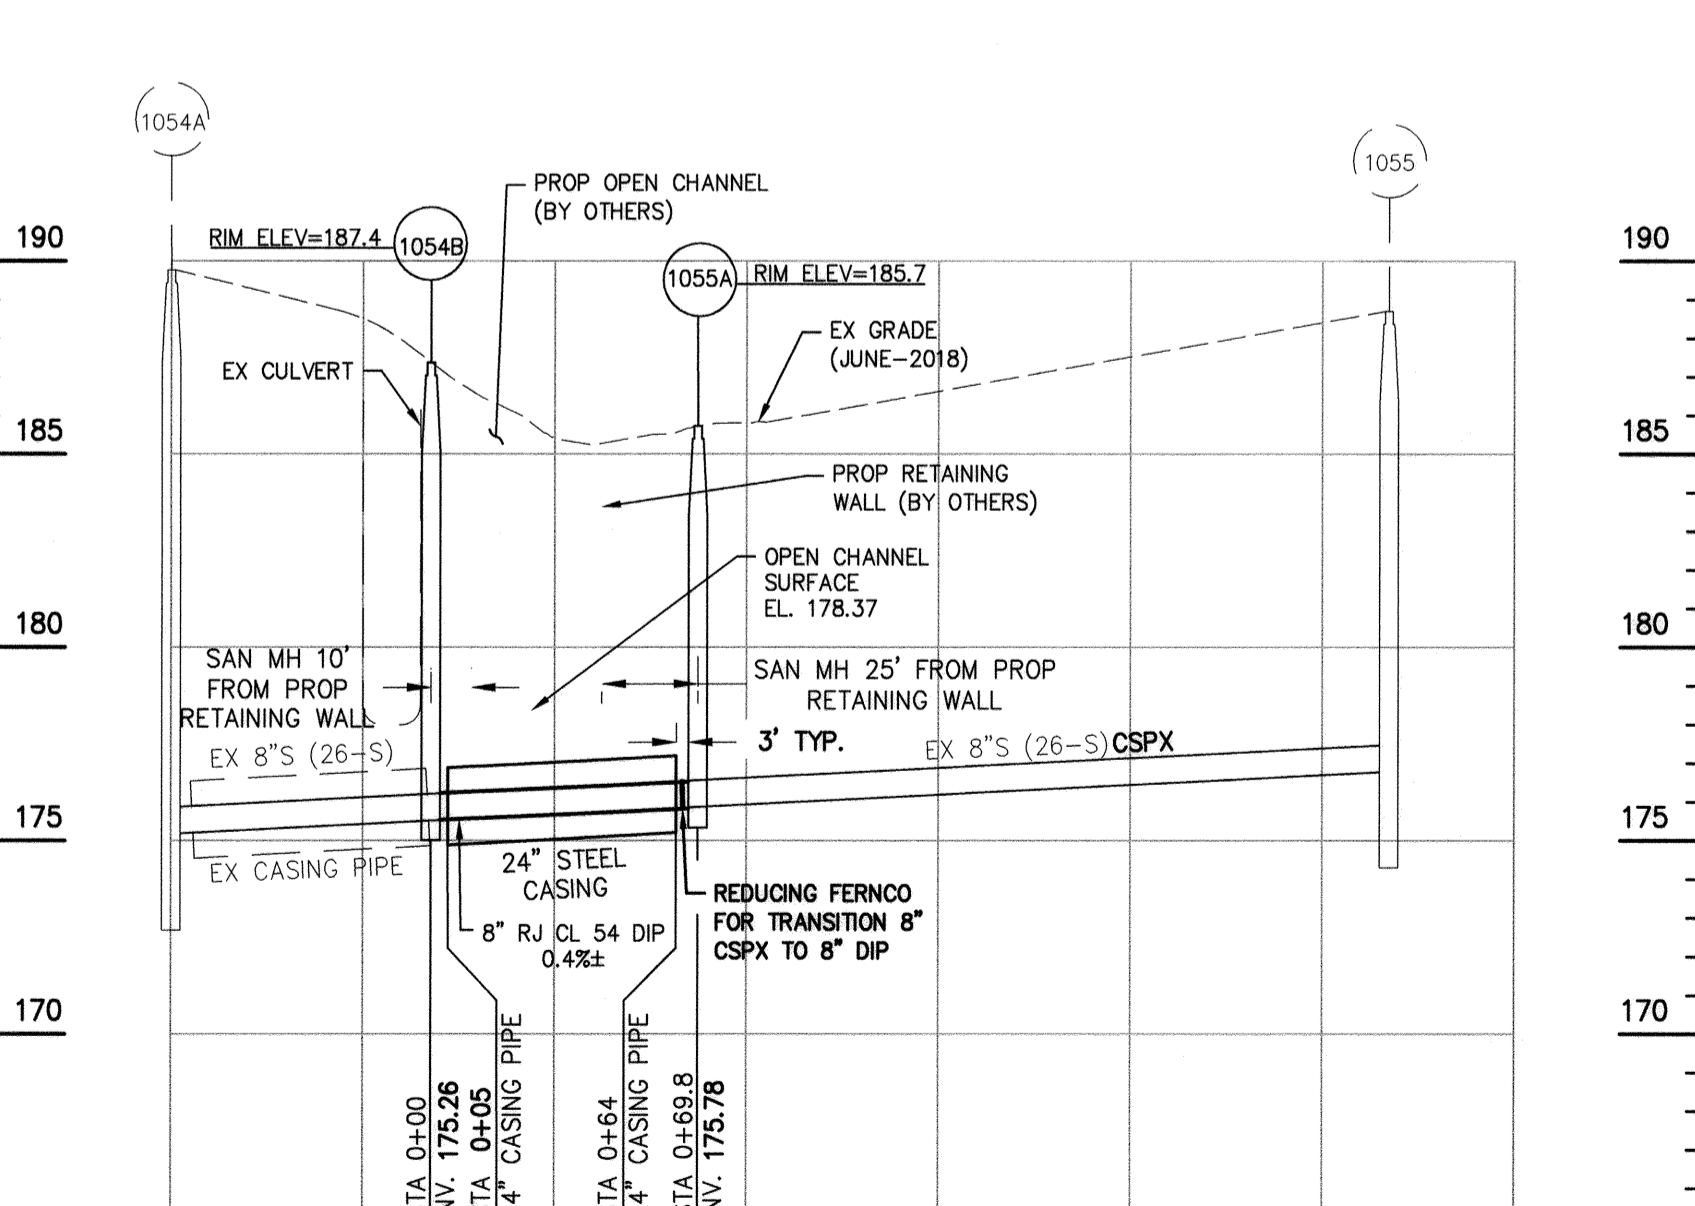 1054A
1055
PROP OPEN CHANNEL
(BY OTHERS)
190
RIM ELEV=187.4
1054B
190
1055A
RIM ELEV=185.7
EX GRADE
(JUNE-2018)
EX CULVERT
185
185
PROP RETAINING
WALL (BY OTHERS)
OPEN CHANNEL
SURFACE
EL. 178.37
180
180
SAN MH 10'
FROM PROP
RETAINING WALL
SAN MH 25' FROM PROP
RETAINING WALL
3' TYP.
EX 8"S (26-S)
EX 8"S (26-S) CSPX
175
175
EX CASING PIPE
24" STEEL
CASING
8" RJ CL 54 DIP
0.4%±
REDUCING FERNCO
FOR TRANSITION 8"
CSPX TO 8" DIP
170
170
TA 0+00
NV. 175.26
TA 0+05
4" CASING PIPE
TA 0+64
4" CASING PIPE
TA 0+69.8
NV. 175.78